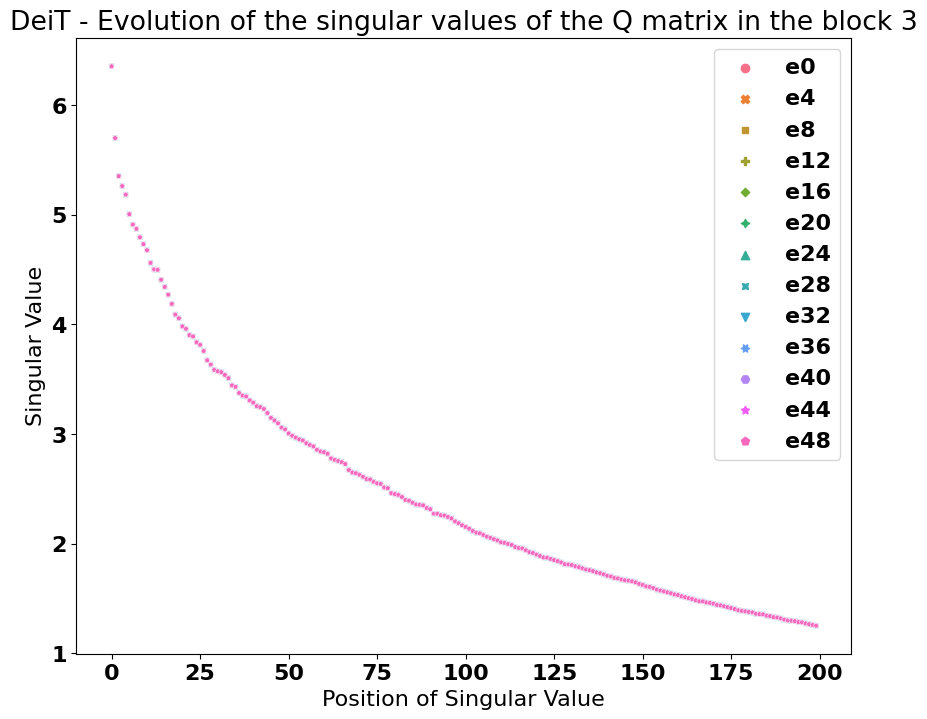 DeiT - Evolution of the singular values of the Q matrix in the block 3
e0
e4
e8
e12
e16
e20
e24
e28
e32
e36
e40
e44
e48
Singular Value
6
5
4
3
2
1
0 25 50 75 100 125 150 175 200
Position of Singular Value